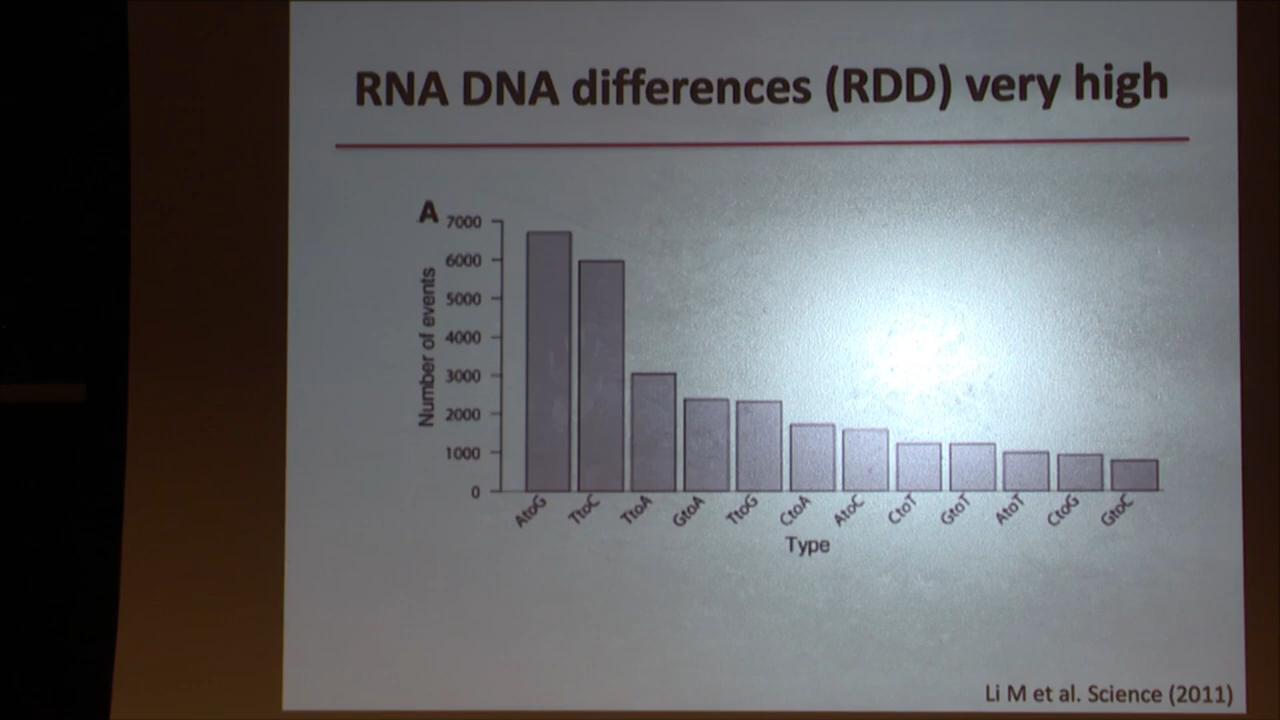 RNA DNA differences (RDD) very high
A
7000
6000
5000
4000
3000
2000
1000
0
Number of events
AtoG
TtoC
TtoA
GtoA
TtoG
CtoA
AtoC
CtoT
GtoT
AtoT
CtoG
GtoC
Type
Li M et al. Science (2011)